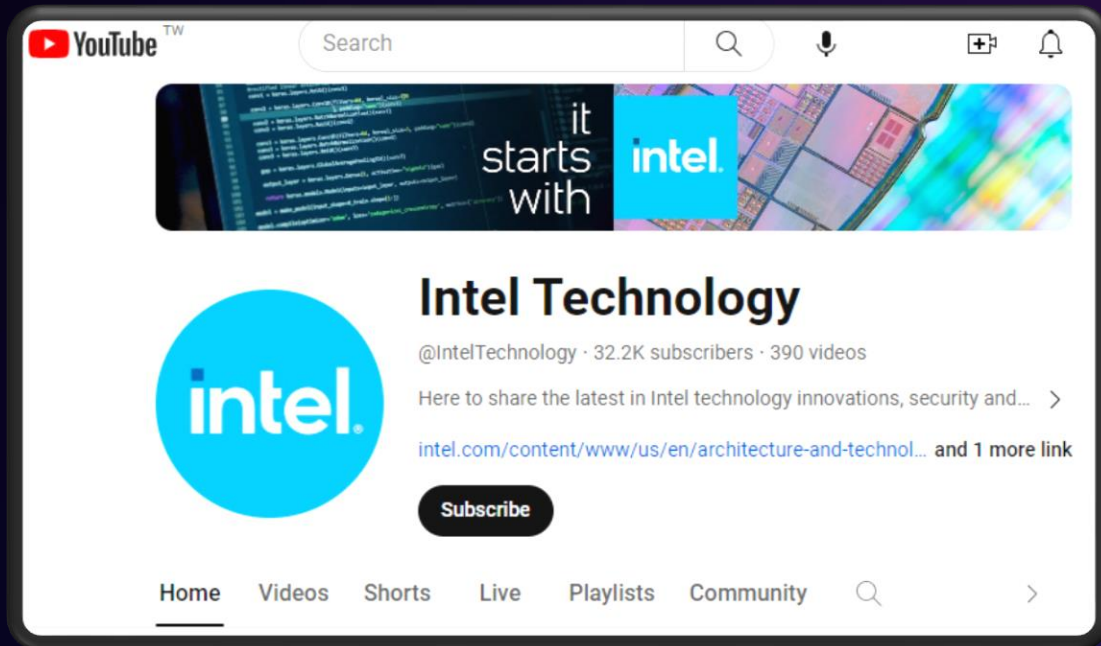 YouTube TW
Search
it
starts
with
intel.
intel.
Intel Technology
@IntelTechnology · 32.2K subscribers · 390 videos
Here to share the latest in Intel technology innovations, security and...
intel.com/content/www/us/en/architecture-and-technol... and 1 more link
Subscribe
Home Videos Shorts Live Playlists Community